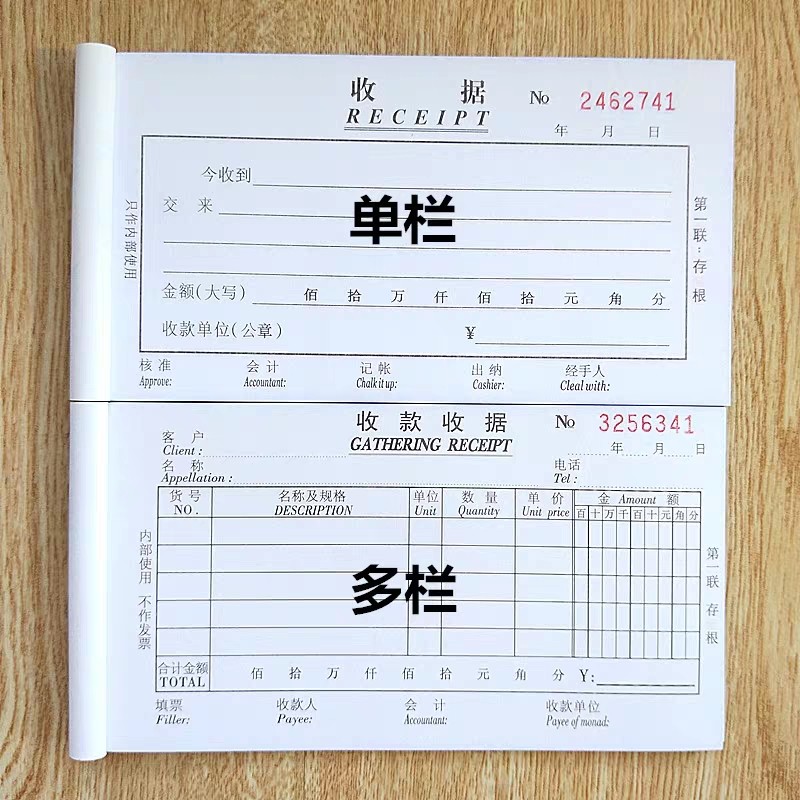 收 据 No 2462741
RECEIPT
年 月 日
今收到
交 来
单栏
只作内部使用
第一联：存根
金额(大写) 佰 拾 万 仟 佰 拾 元 角 分
收款单位(公章) ¥
核准 会计 记帐 出纳 经手人
Approve: Accountant: Chalk it up: Cashier: Cleal with:
收款收据 No 3256341
GATHERING RECEIPT
年 月 日
客 户
Client :
名 称 电话
Appellation : Tel :
货号 名称及规格 单位 数量 单价 金 Amount 额
NO. DESCRIPTION Unit Quantity Unit price 百 十 万 千 百 十 元 角 分
多栏
内部使用 不作发票
第一联 存根
合计金额 佰 拾 万 仟 佰 拾 元 角 分 ¥:
TOTAL
填票 收款人 会计 收款单位
Filler: Payee: Accountant: Payee of monad: